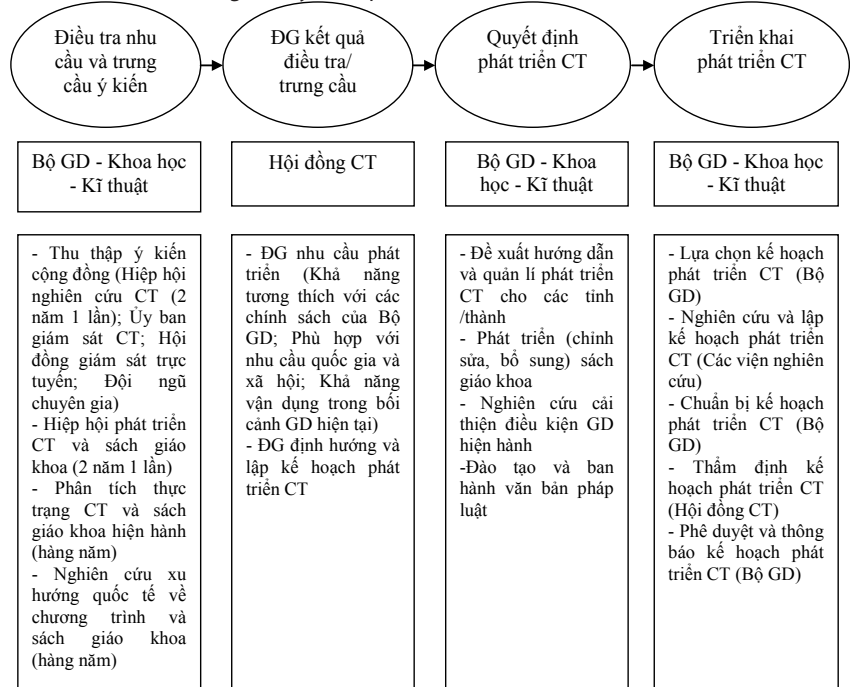 Điều tra nhu
cầu và trưng
cầu ý kiến
ĐG kết quả
điều tra/
trưng cầu
Quyết định
phát triển CT
Triển khai
phát triển CT
Bộ GD - Khoa học
- Kĩ thuật
Hội đồng CT
Bộ GD - Khoa
học - Kĩ thuật
Bộ GD - Khoa học
- Kĩ thuật
- Thu thập ý kiến
cộng đồng (Hiệp hội
nghiên cứu CT (2
năm 1 lần); Ủy ban
giám sát CT; Hội
đồng giám sát trực
tuyến; Đội ngũ
chuyên gia)
- Hiệp hội phát triển
CT và sách giáo
khoa (2 năm 1 lần)
- Phân tích thực
trạng CT và sách
giáo khoa hiện hành
(hàng năm)
- Nghiên cứu xu
hướng quốc tế về
chương trình và
sách giáo khoa
(hàng năm)
- ĐG nhu cầu phát
triển (Khả năng
tương thích với các
chính sách của Bộ
GD; Phù hợp với
nhu cầu quốc gia và
xã hội; Khả năng
vận dụng trong bối
cảnh GD hiện tại)
- ĐG định hướng và
lập kế hoạch phát
triển CT
- Đề xuất hướng dẫn
và quản lí phát triển
CT cho các tỉnh
/thành
- Phát triển (chỉnh
sửa, bổ sung) sách
giáo khoa
- Nghiên cứu cải
thiện điều kiện GD
hiện hành
-Đào tạo và ban
hành văn bản pháp
luật
- Lựa chọn kế hoạch
phát triển CT (Bộ
GD)
- Nghiên cứu và lập
kế hoạch phát triển
CT (Các viện nghiên
cứu)
- Chuẩn bị kế hoạch
phát triển CT (Bộ
GD)
- Thẩm định kế
hoạch phát triển CT
(Hội đồng CT)
- Phê duyệt và thông
báo kế hoạch phát
triển CT (Bộ GD)